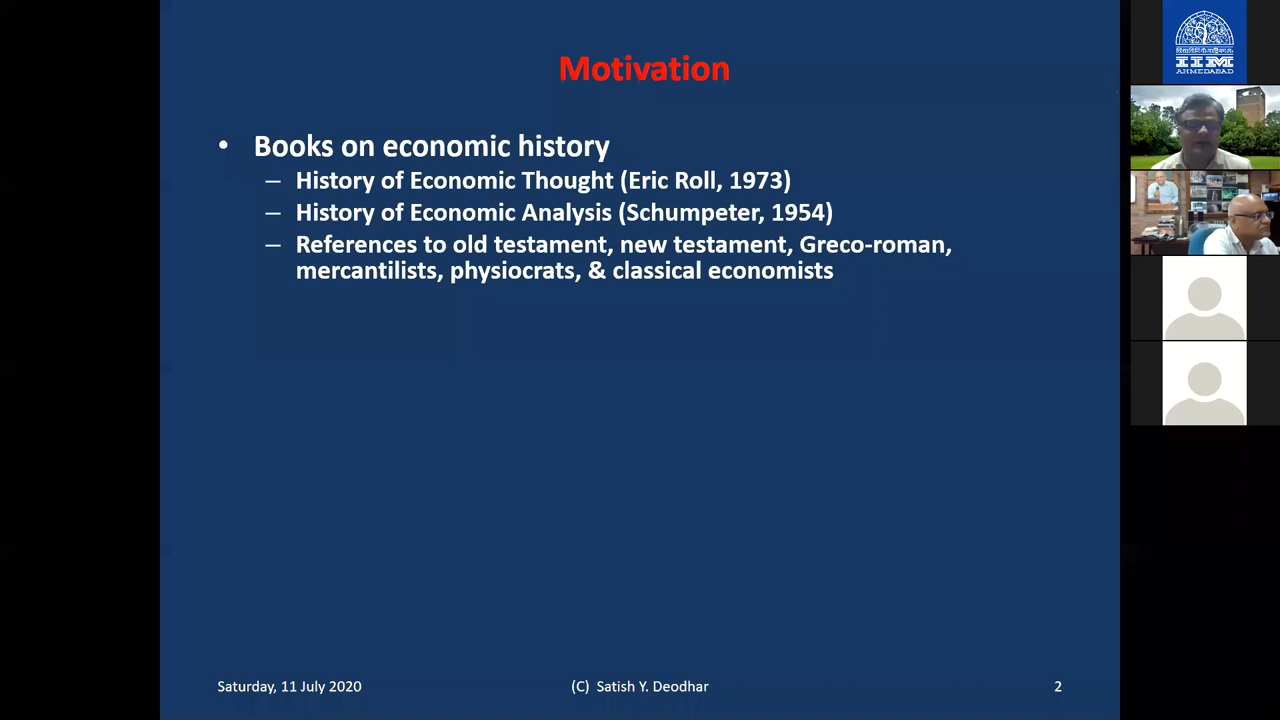 Motivation
• Books on economic history
– History of Economic Thought (Eric Roll, 1973)
– History of Economic Analysis (Schumpeter, 1954)
– References to old testament, new testament, Greco-roman,
mercantilists, physiocrats, & classical economists
Saturday, 11 July 2020
(C) Satish Y. Deodhar
2
IIM
AHMEDABAD